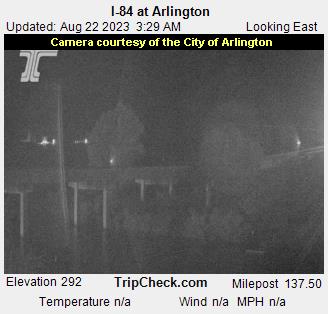 I-84 at Arlington
Updated: Aug 22 2023 3:29 AM Looking East
Camera courtesy of the City of Arlington
Elevation 292 TripCheck.com Milepost 137.50
Temperature n/a Wind n/a MPH n/a